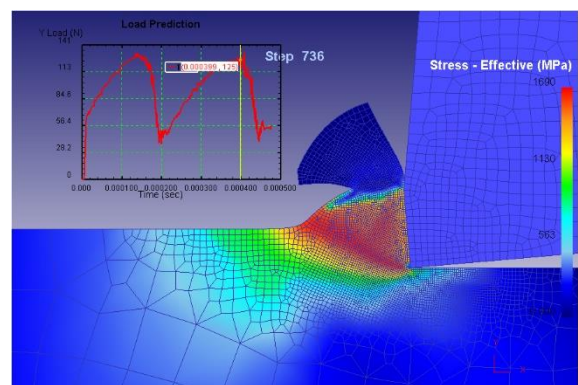 Load Prediction
Y Load (N)
141
113
84.6
56.4
28.2
0
0.000 0.000100 0.000200 0.000300 0.000400 0.000500
Time (sec)
(0.000399, 125)
Step 736
Stress - Effective (MPa)
1690
1130
563
X